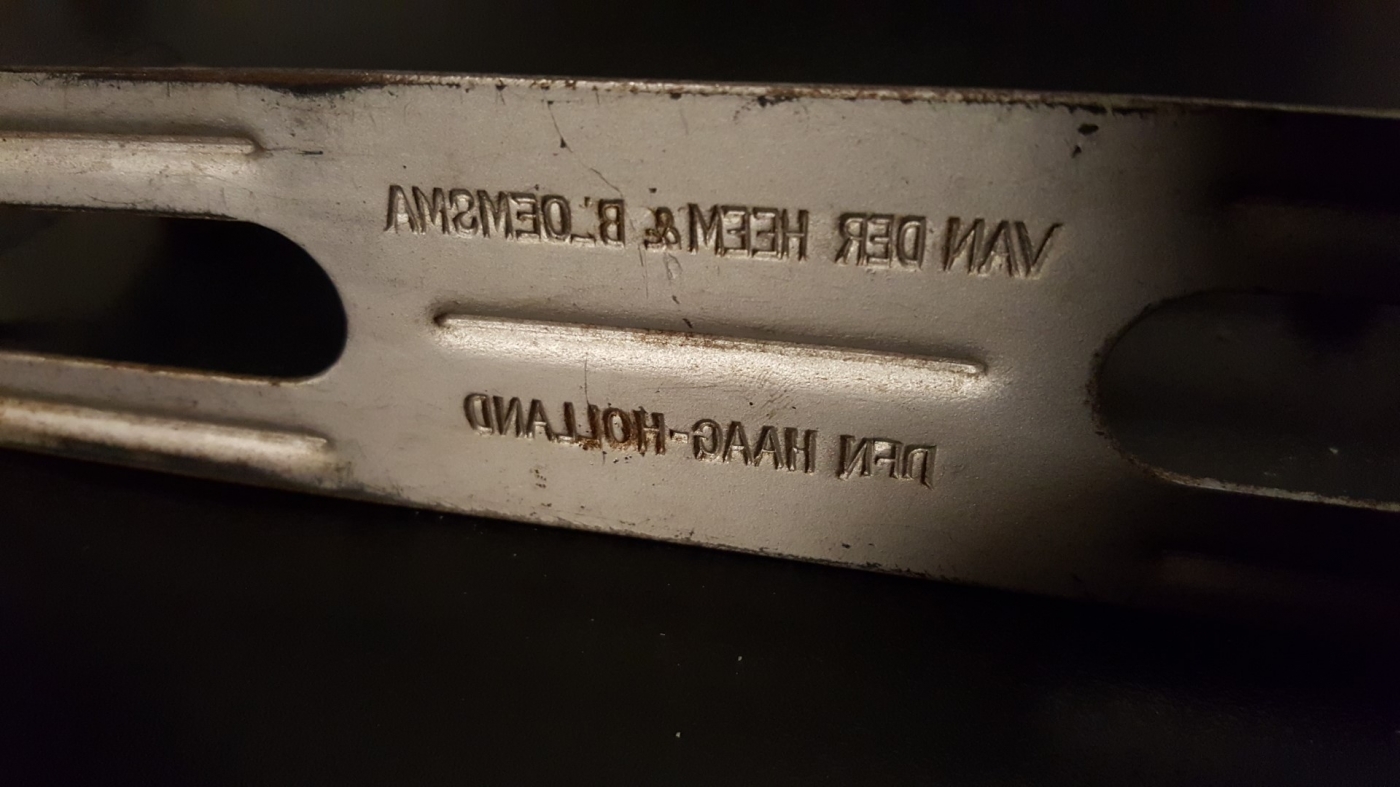 VAN DER HEEM & BLOEMSMA
DEN HAAG-HOLLAND